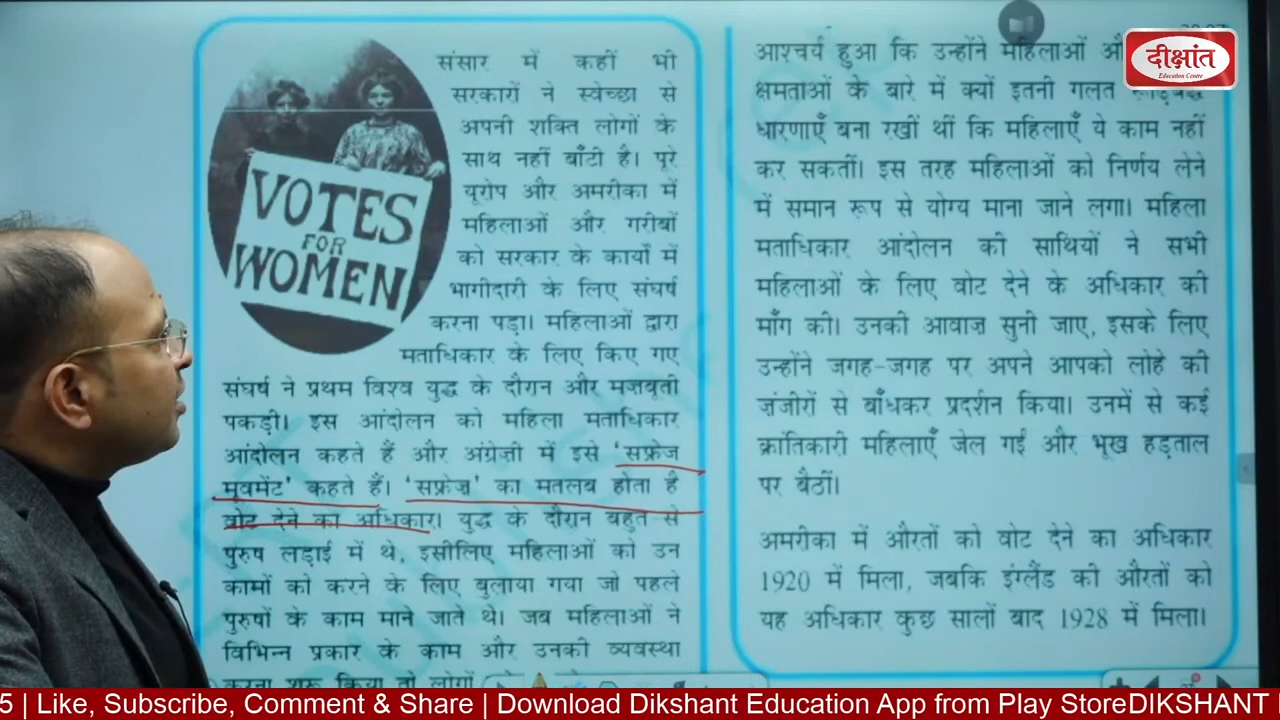 VOTES
FOR
WOMEN
संसार में कहीं भी
सरकारों ने स्वेच्छा से
अपनी शक्ति लोगों के
साथ नहीं बाँटी है। पूरे
यूरोप और अमरीका में
महिलाओं और गरीबों
को सरकार के कार्यों में
भागीदारी के लिए संघर्ष
करना पड़ा। महिलाओं द्वारा
मताधिकार के लिए किए गए
संघर्ष ने प्रथम विश्व युद्ध के दौरान और मजबूती
पकड़ी। इस आंदोलन को महिला मताधिकार
आंदोलन कहते हैं और अंग्रेज़ी में इसे 'सफ्रेज
मूवमेंट' कहते हैं। 'सफ्रेज़' का मतलब होता है
वोट देने का अधिकार। युद्ध के दौरान बहुत से
पुरुष लड़ाई में थे, इसीलिए महिलाओं को उन
कामों को करने के लिए बुलाया गया जो पहले
पुरुषों के काम माने जाते थे। जब महिलाओं ने
विभिन्न प्रकार के काम और उनकी व्यवस्था
करना शुरू किया तो लोगों
आश्चर्य हुआ कि उन्होंने महिलाओं
क्षमताओं के बारे में क्यों इतनी गलत
धारणाएँ बना रखीं थीं कि महिलाएँ ये काम नहीं
कर सकतीं। इस तरह महिलाओं को निर्णय लेने
में समान रूप से योग्य माना जाने लगा। महिला
मताधिकार आंदोलन की साथियों ने सभी
महिलाओं के लिए वोट देने के अधिकार की
माँग की। उनकी आवाज़ सुनी जाए, इसके लिए
उन्होंने जगह-जगह पर अपने आपको लोहे की
ज़ंजीरों से बाँधकर प्रदर्शन किया। उनमें से कई
क्रांतिकारी महिलाएँ जेल गईं और भूख हड़ताल
पर बैठीं।
अमरीका में औरतों को वोट देने का अधिकार
1920 में मिला, जबकि इंग्लैंड की औरतों को
यह अधिकार कुछ सालों बाद 1928 में मिला।
दीक्षांत
Education Centre
5 | Like, Subscribe, Comment & Share | Download Dikshant Education App from Play StoreDIKSHANT